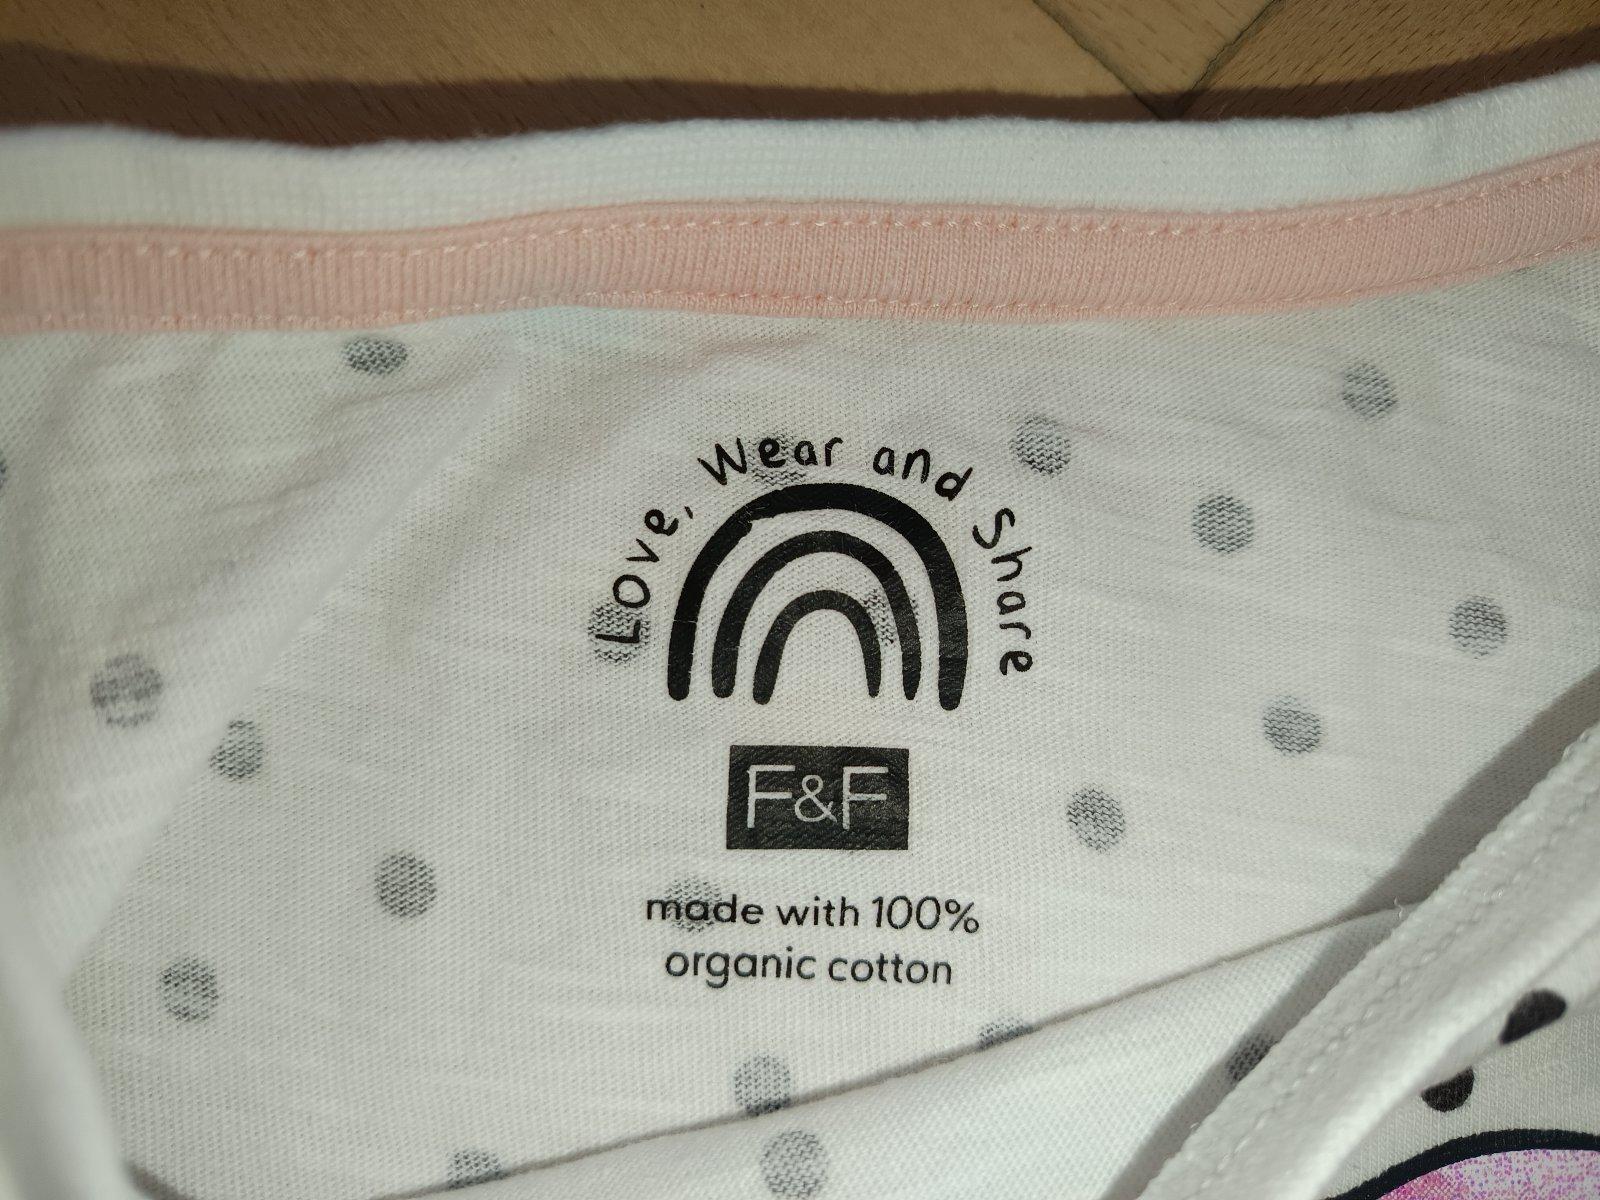 Love, Wear and Share
F&F
made with 100%
organic cotton